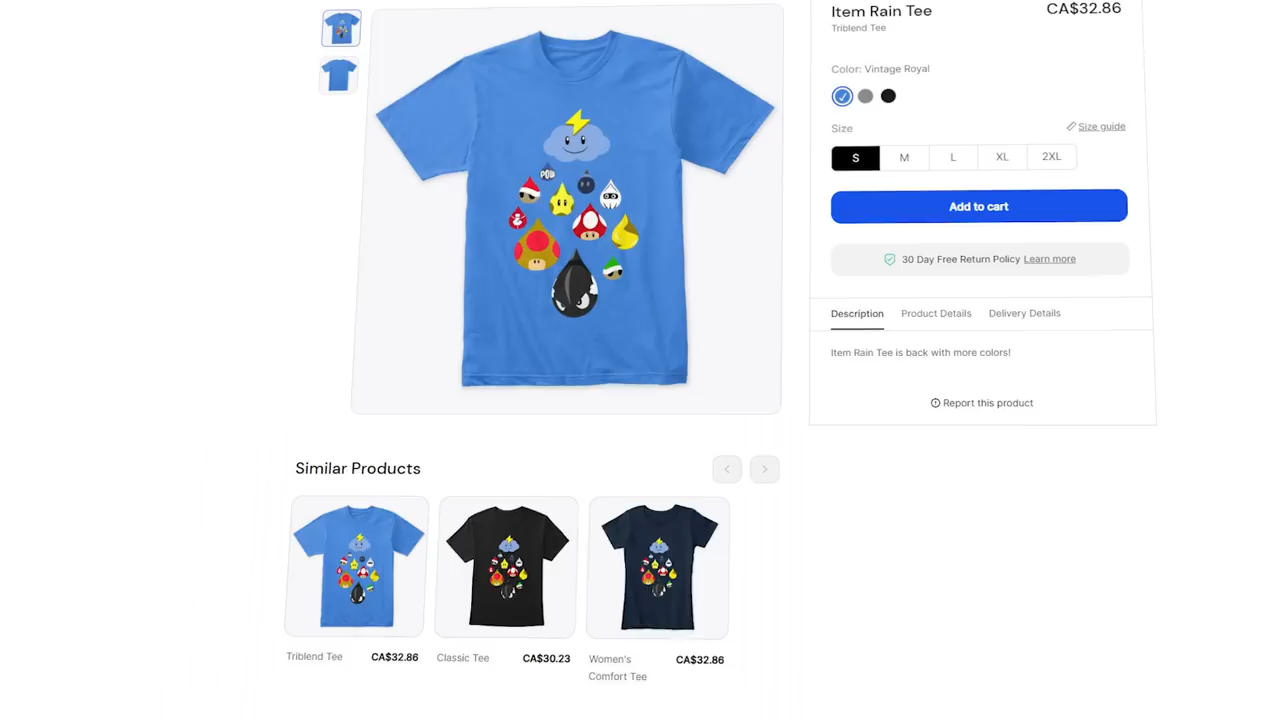 Item Rain Tee
CA$32.86
Triblend Tee
Color: Vintage Royal
Size
Size guide
S
M
L
XL
2XL
Add to cart
30 Day Free Return Policy Learn more
Description
Product Details
Delivery Details
Item Rain Tee is back with more colors!
Report this product
POW
Similar Products
Triblend Tee
CA$32.86
Classic Tee
CA$30.23
Women's
Comfort Tee
CA$32.86